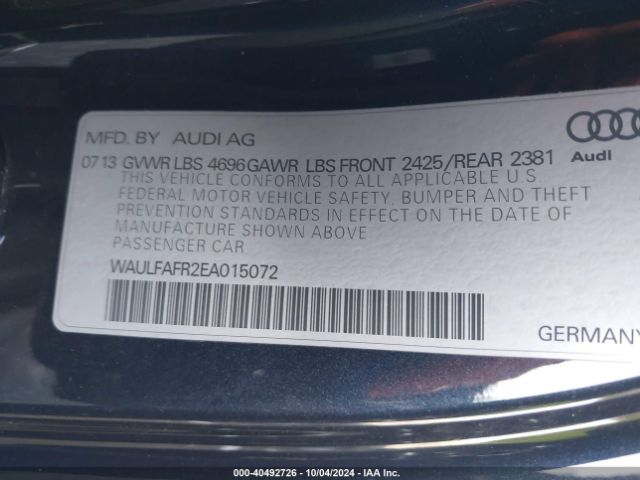 MFD. BY AUDI AG
0713 GVWR LBS 4696 GAWR LBS FRONT 2425/REAR 2381
Audi
THIS VEHICLE CONFORMS TO ALL APPLICABLE U.S.
FEDERAL MOTOR VEHICLE SAFETY, BUMPER AND THEFT
PREVENTION STANDARDS IN EFFECT ON THE DATE OF
MANUFACTURE SHOWN ABOVE
PASSENGER CAR
WAULFAFR2EA015072
GERMANY
000-40492726 - 10/04/2024 - IAA Inc.